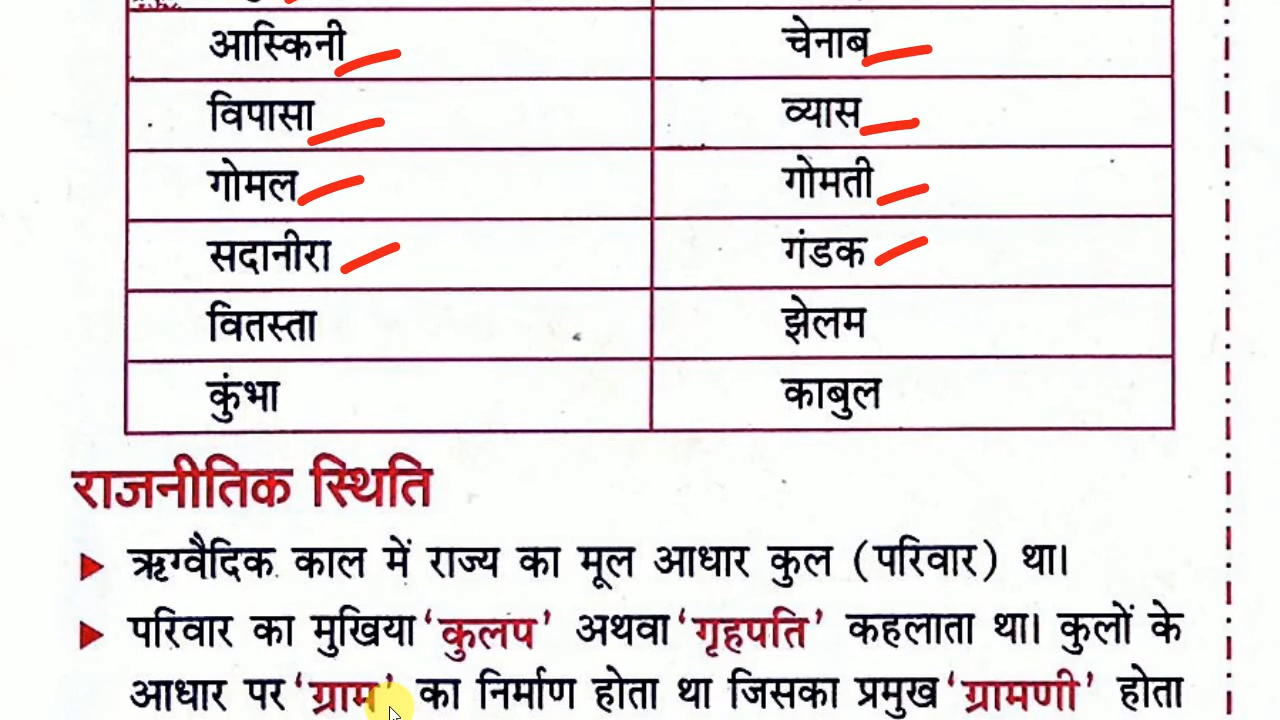 आस्किनी चेनाब
विपासा व्यास
गोमल गोमती
सदानीरा गंडक
वितस्ता झेलम
कुंभा काबुल
राजनीतिक स्थिति
ऋग्वैदिक काल में राज्य का मूल आधार कुल (परिवार) था।
परिवार का मुखिया 'कुलप' अथवा 'गृहपति' कहलाता था। कुलों के
आधार पर 'ग्राम' का निर्माण होता था जिसका प्रमुख 'ग्रामणी' होता